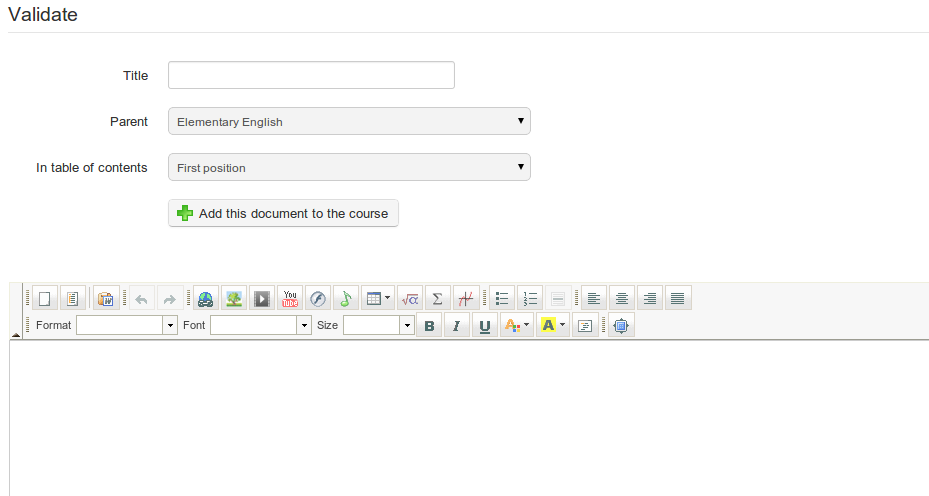 Validate
Title
Parent Elementary English
In table of contents First position
Add this document to the course
W You Tube √α Σ
Format Font Size B I U A A